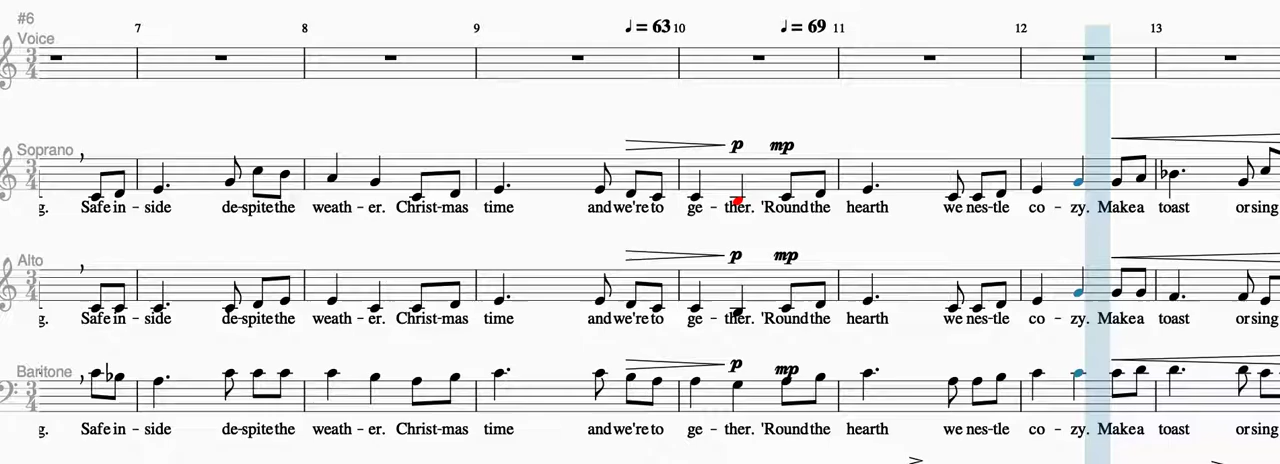 #6
7 8 9 ♩ = 63 10 ♩ = 69 11 12 13
Voice
Soprano
p mp
g. Safe in – side de-spite the weath – er. Christ-mas time and we're to ge – ther. 'Round the hearth we nes-tle co – zy. Make a toast or sing
Alto
p mp
g. Safe in – side de-spite the weath – er. Christ-mas time and we're to ge – ther. 'Round the hearth we nes-tle co – zy. Make a toast or sing
Baritone
p mp
g. Safe in – side de-spite the weath – er. Christ-mas time and we're to ge – ther. 'Round the hearth we nes-tle co – zy. Make a toast or sing